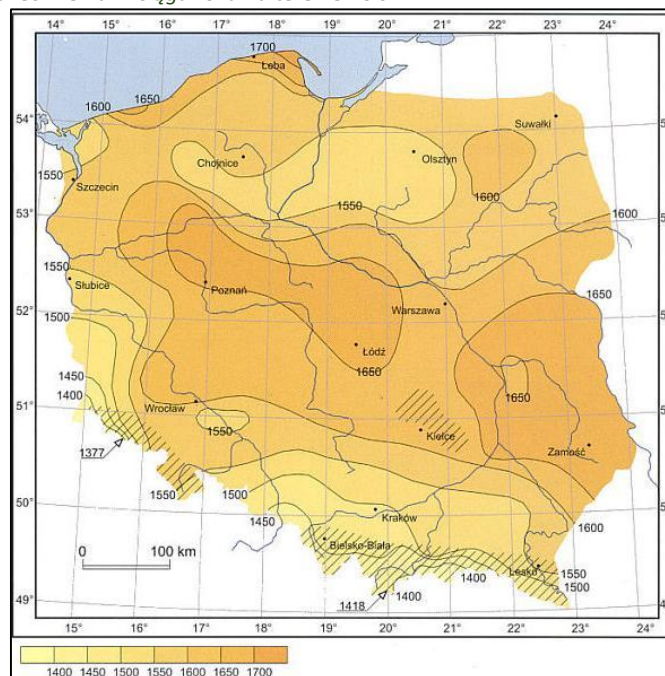 14° 15° 16° 17° 18° 19° 20° 21° 22° 23°
1700
Łeba
1650
1600
54°
Suwałki
Chojnice
Olsztyn
1550
Szczecin
1550
1600
53°
1600
1550
Słubice
Poznań
1650
52°
Warszawa
1500
Łódź
1650
1450
1400
1650
51°
Wrocław
1550
Kielce
1377
Zamość
1550
1500
50°
1450
Kraków
1600
0 100 km
Bielsko-Biała
Lesko
1550
1400
1500
49°
1418
1400
15° 16° 17° 18° 19° 20° 21° 22° 23°
1400 1450 1500 1550 1600 1650 1700